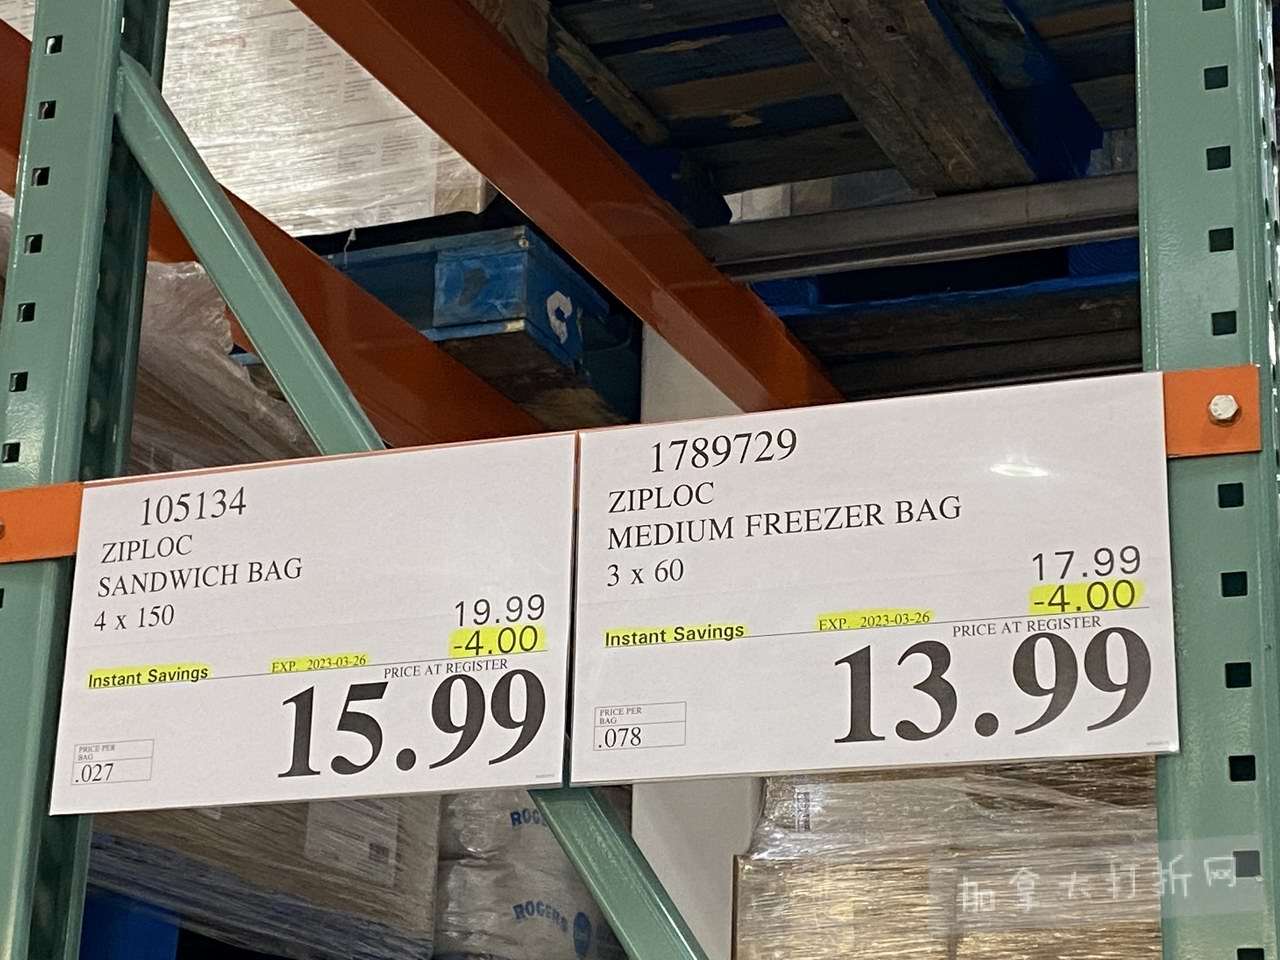 105134
ZIPLOC
SANDWICH BAG
4 x 150
19.99
-4.00
Instant Savings
EXP. 2023-03-26
PRICE AT REGISTER
15.99
PRICE PER
BAG
.027
1789729
ZIPLOC
MEDIUM FREEZER BAG
3 x 60
17.99
-4.00
Instant Savings
EXP. 2023-03-26
PRICE AT REGISTER
13.99
PRICE PER
BAG
.078
C
ROGERS
加拿大打折网